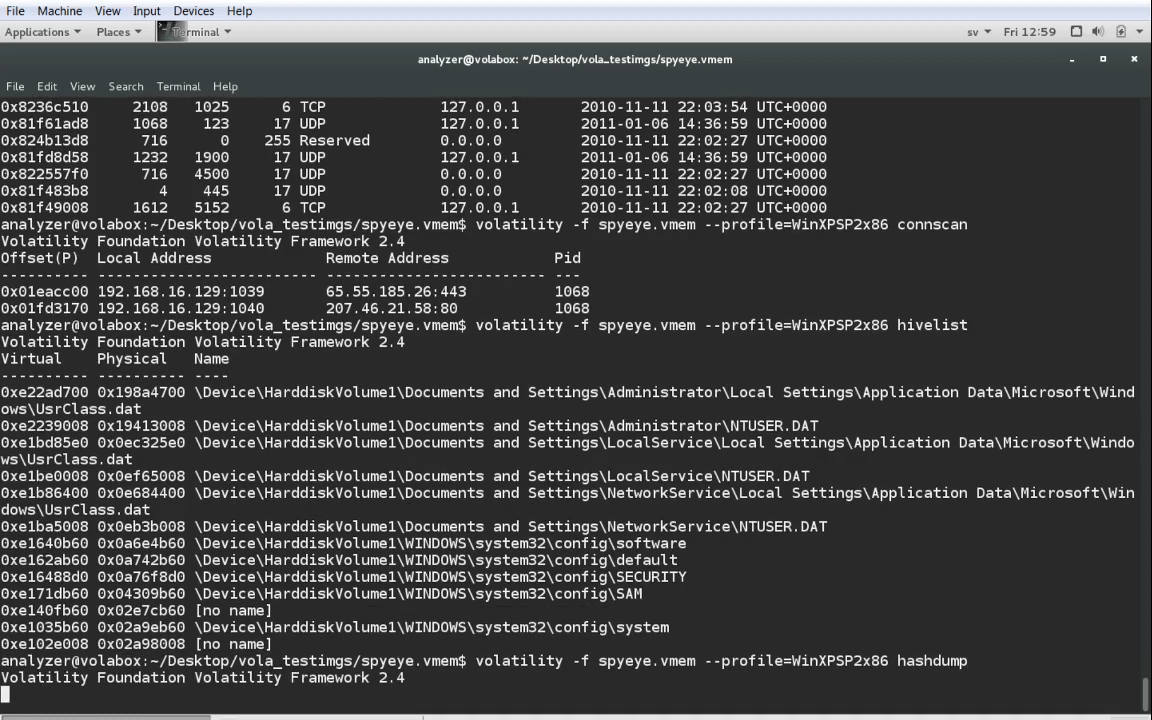 File Machine View Input Devices Help
Applications Places Terminal sv Fri 12:59
analyzer@volabox: ~/Desktop/vola_testimgs/spyeye.vmem
File Edit View Search Terminal Help
0x8236c510 2108 1025 6 TCP 127.0.0.1 2010-11-11 22:03:54 UTC+0000
0x81f61ad8 1068 123 17 UDP 127.0.0.1 2011-01-06 14:36:59 UTC+0000
0x824b13d8 716 0 255 Reserved 0.0.0.0 2010-11-11 22:02:27 UTC+0000
0x81fd8d58 1232 1900 17 UDP 127.0.0.1 2011-01-06 14:36:59 UTC+0000
0x822557f0 716 4500 17 UDP 0.0.0.0 2010-11-11 22:02:27 UTC+0000
0x81f483b8 4 445 17 UDP 0.0.0.0 2010-11-11 22:02:08 UTC+0000
0x81f49008 1612 5152 6 TCP 127.0.0.1 2010-11-11 22:02:27 UTC+0000
analyzer@volabox:~/Desktop/vola_testimgs/spyeye.vmem$ volatility -f spyeye.vmem --profile=WinXPSP2x86 connscan
Volatility Foundation Volatility Framework 2.4
Offset(P) Local Address Remote Address Pid
---------- ------------------------- ------------------------- ---
0x01eacc00 192.168.16.129:1039 65.55.185.26:443 1068
0x01fd3170 192.168.16.129:1040 207.46.21.58:80 1068
analyzer@volabox:~/Desktop/vola_testimgs/spyeye.vmem$ volatility -f spyeye.vmem --profile=WinXPSP2x86 hivelist
Volatility Foundation Volatility Framework 2.4
Virtual Physical Name
---------- ---------- ----
0xe22ad700 0x198a4700 \Device\HarddiskVolume1\Documents and Settings\Administrator\Local Settings\Application Data\Microsoft\Wind
ows\UsrClass.dat
0xe2239008 0x19413008 \Device\HarddiskVolume1\Documents and Settings\Administrator\NTUSER.DAT
0xe1bd85e0 0x0ec325e0 \Device\HarddiskVolume1\Documents and Settings\LocalService\Local Settings\Application Data\Microsoft\Windo
ws\UsrClass.dat
0xe1be0008 0x0ef65008 \Device\HarddiskVolume1\Documents and Settings\LocalService\NTUSER.DAT
0xe1b86400 0x0e684400 \Device\HarddiskVolume1\Documents and Settings\NetworkService\Local Settings\Application Data\Microsoft\Win
dows\UsrClass.dat
0xe1ba5008 0x0eb3b008 \Device\HarddiskVolume1\Documents and Settings\NetworkService\NTUSER.DAT
0xe1640b60 0x0a6e4b60 \Device\HarddiskVolume1\WINDOWS\system32\config\software
0xe162ab60 0x0a742b60 \Device\HarddiskVolume1\WINDOWS\system32\config\default
0xe16488d0 0x0a76f8d0 \Device\HarddiskVolume1\WINDOWS\system32\config\SECURITY
0xe171db60 0x04309b60 \Device\HarddiskVolume1\WINDOWS\system32\config\SAM
0xe140fb60 0x02e7cb60 [no name]
0xe1035b60 0x02a9eb60 \Device\HarddiskVolume1\WINDOWS\system32\config\system
0xe102e008 0x02a98008 [no name]
analyzer@volabox:~/Desktop/vola_testimgs/spyeye.vmem$ volatility -f spyeye.vmem --profile=WinXPSP2x86 hashdump
Volatility Foundation Volatility Framework 2.4